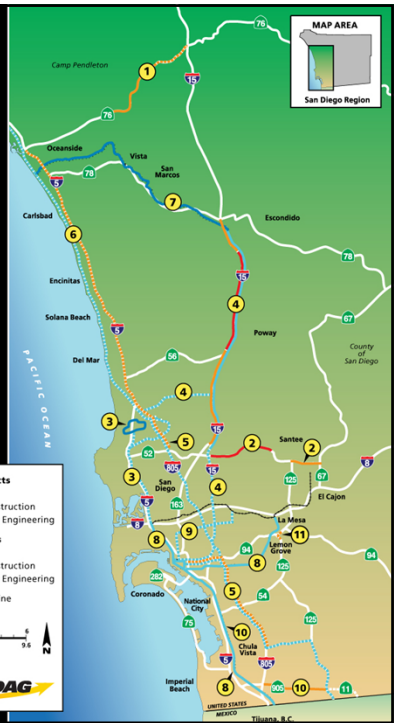 76
Camp Pendleton
1
15
MAP AREA
San Diego Region
76
Oceanside
Vista
San
Marcos
5
78
7
Carlsbad
Escondido
6
78
15
Encinitas
4
67
Solana Beach
5
Poway
County
of
San Diego
Del Mar
56
PACIFIC OCEAN
4
3
5
15
2
Santee
2
52
805
15
8
3
San
Diego
4
125
67
cts
163
El Cajon
5
struction
Engineering
8
9
La Mesa
8
11
Lemon
Grove
94
94
s
8
125
struction
Engineering
282
5
Coronado
National
City
54
ne
75
125
10
6
9.6
N
Chula
Vista
5
805
DAG
Imperial
Beach
8
905
10
11
UNITED STATES
MEXICO
Tijuana, B.C.